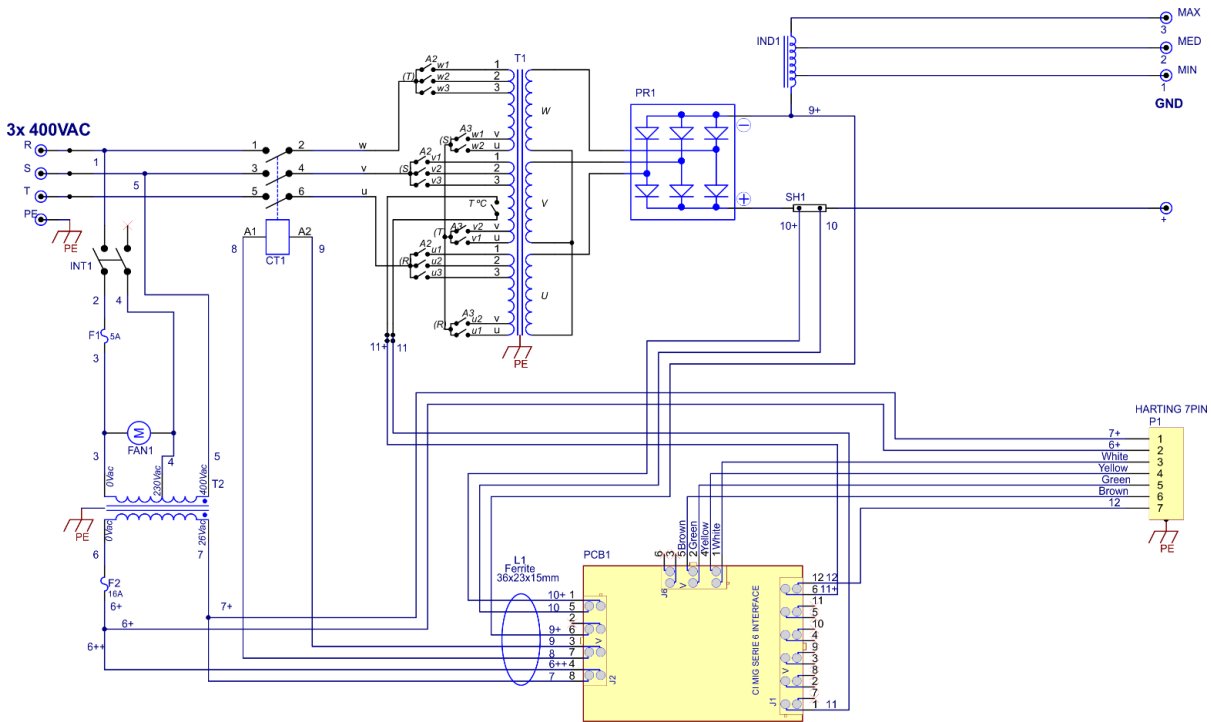 MAX
3
MED
2
MIN
1
GND
IND1
PR1
9+
T1
A2
w1
w2
w3
(T)
1
2
3
W
3x 400VAC
R
S
T
PE
PE
1
5
1
2
3
4
5
6
w
v
u
A3
w1
w2
v
u
(S)
A2
v1
v2
v3
(S
1
2
3
V
T ºC
A3
v2
v1
v
u
(T
A2
u1
u2
u3
(R)
1
2
3
U
A3
u2
u1
v
u
(R)
PE
SH1
10+
10
+
A1
A2
8
9
CT1
INT1
2
4
F1
5A
3
11+
11
FAN1
M
3
4
5
0Vac
230Vac
400Vac
T2
PE
0Vac
26Vac
6
7
F2
16A
6+
7+
6+
6++
L1
Ferrite
36x23x15mm
10+ 1
10 5
2
9+ 6
9 3
8 7
6++ 4
7 8
J2
V
PCB1
6
3
5
Brown
2
Green
4
Yellow
1
White
J6
V
CI MIG SERIE 6 INTERFACE
12 12
6 11+
11
5
10
4
9
3
8
2
7
1 11
J1
V
HARTING 7PIN
P1
7+ 1
6+ 2
White 3
Yellow 4
Green 5
Brown 6
12 7
PE